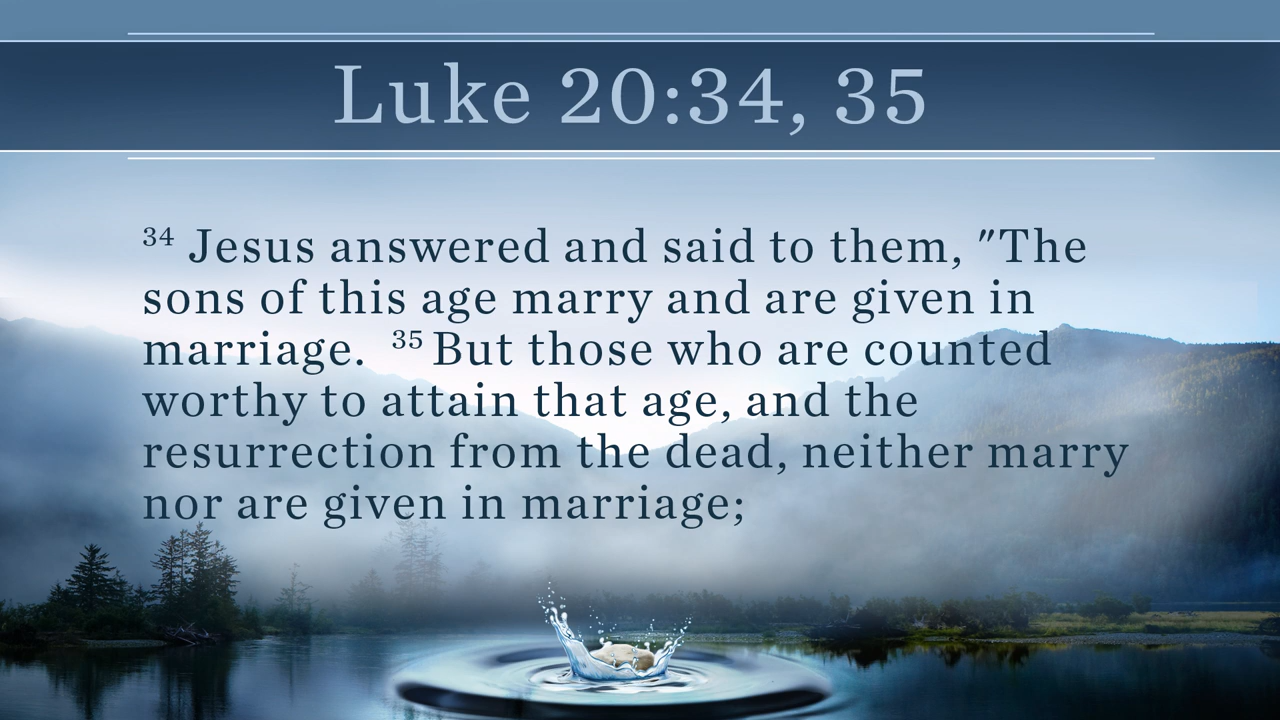 Luke 20:34, 35
34 Jesus answered and said to them, "The
sons of this age marry and are given in
marriage. 35 But those who are counted
worthy to attain that age, and the
resurrection from the dead, neither marry
nor are given in marriage;